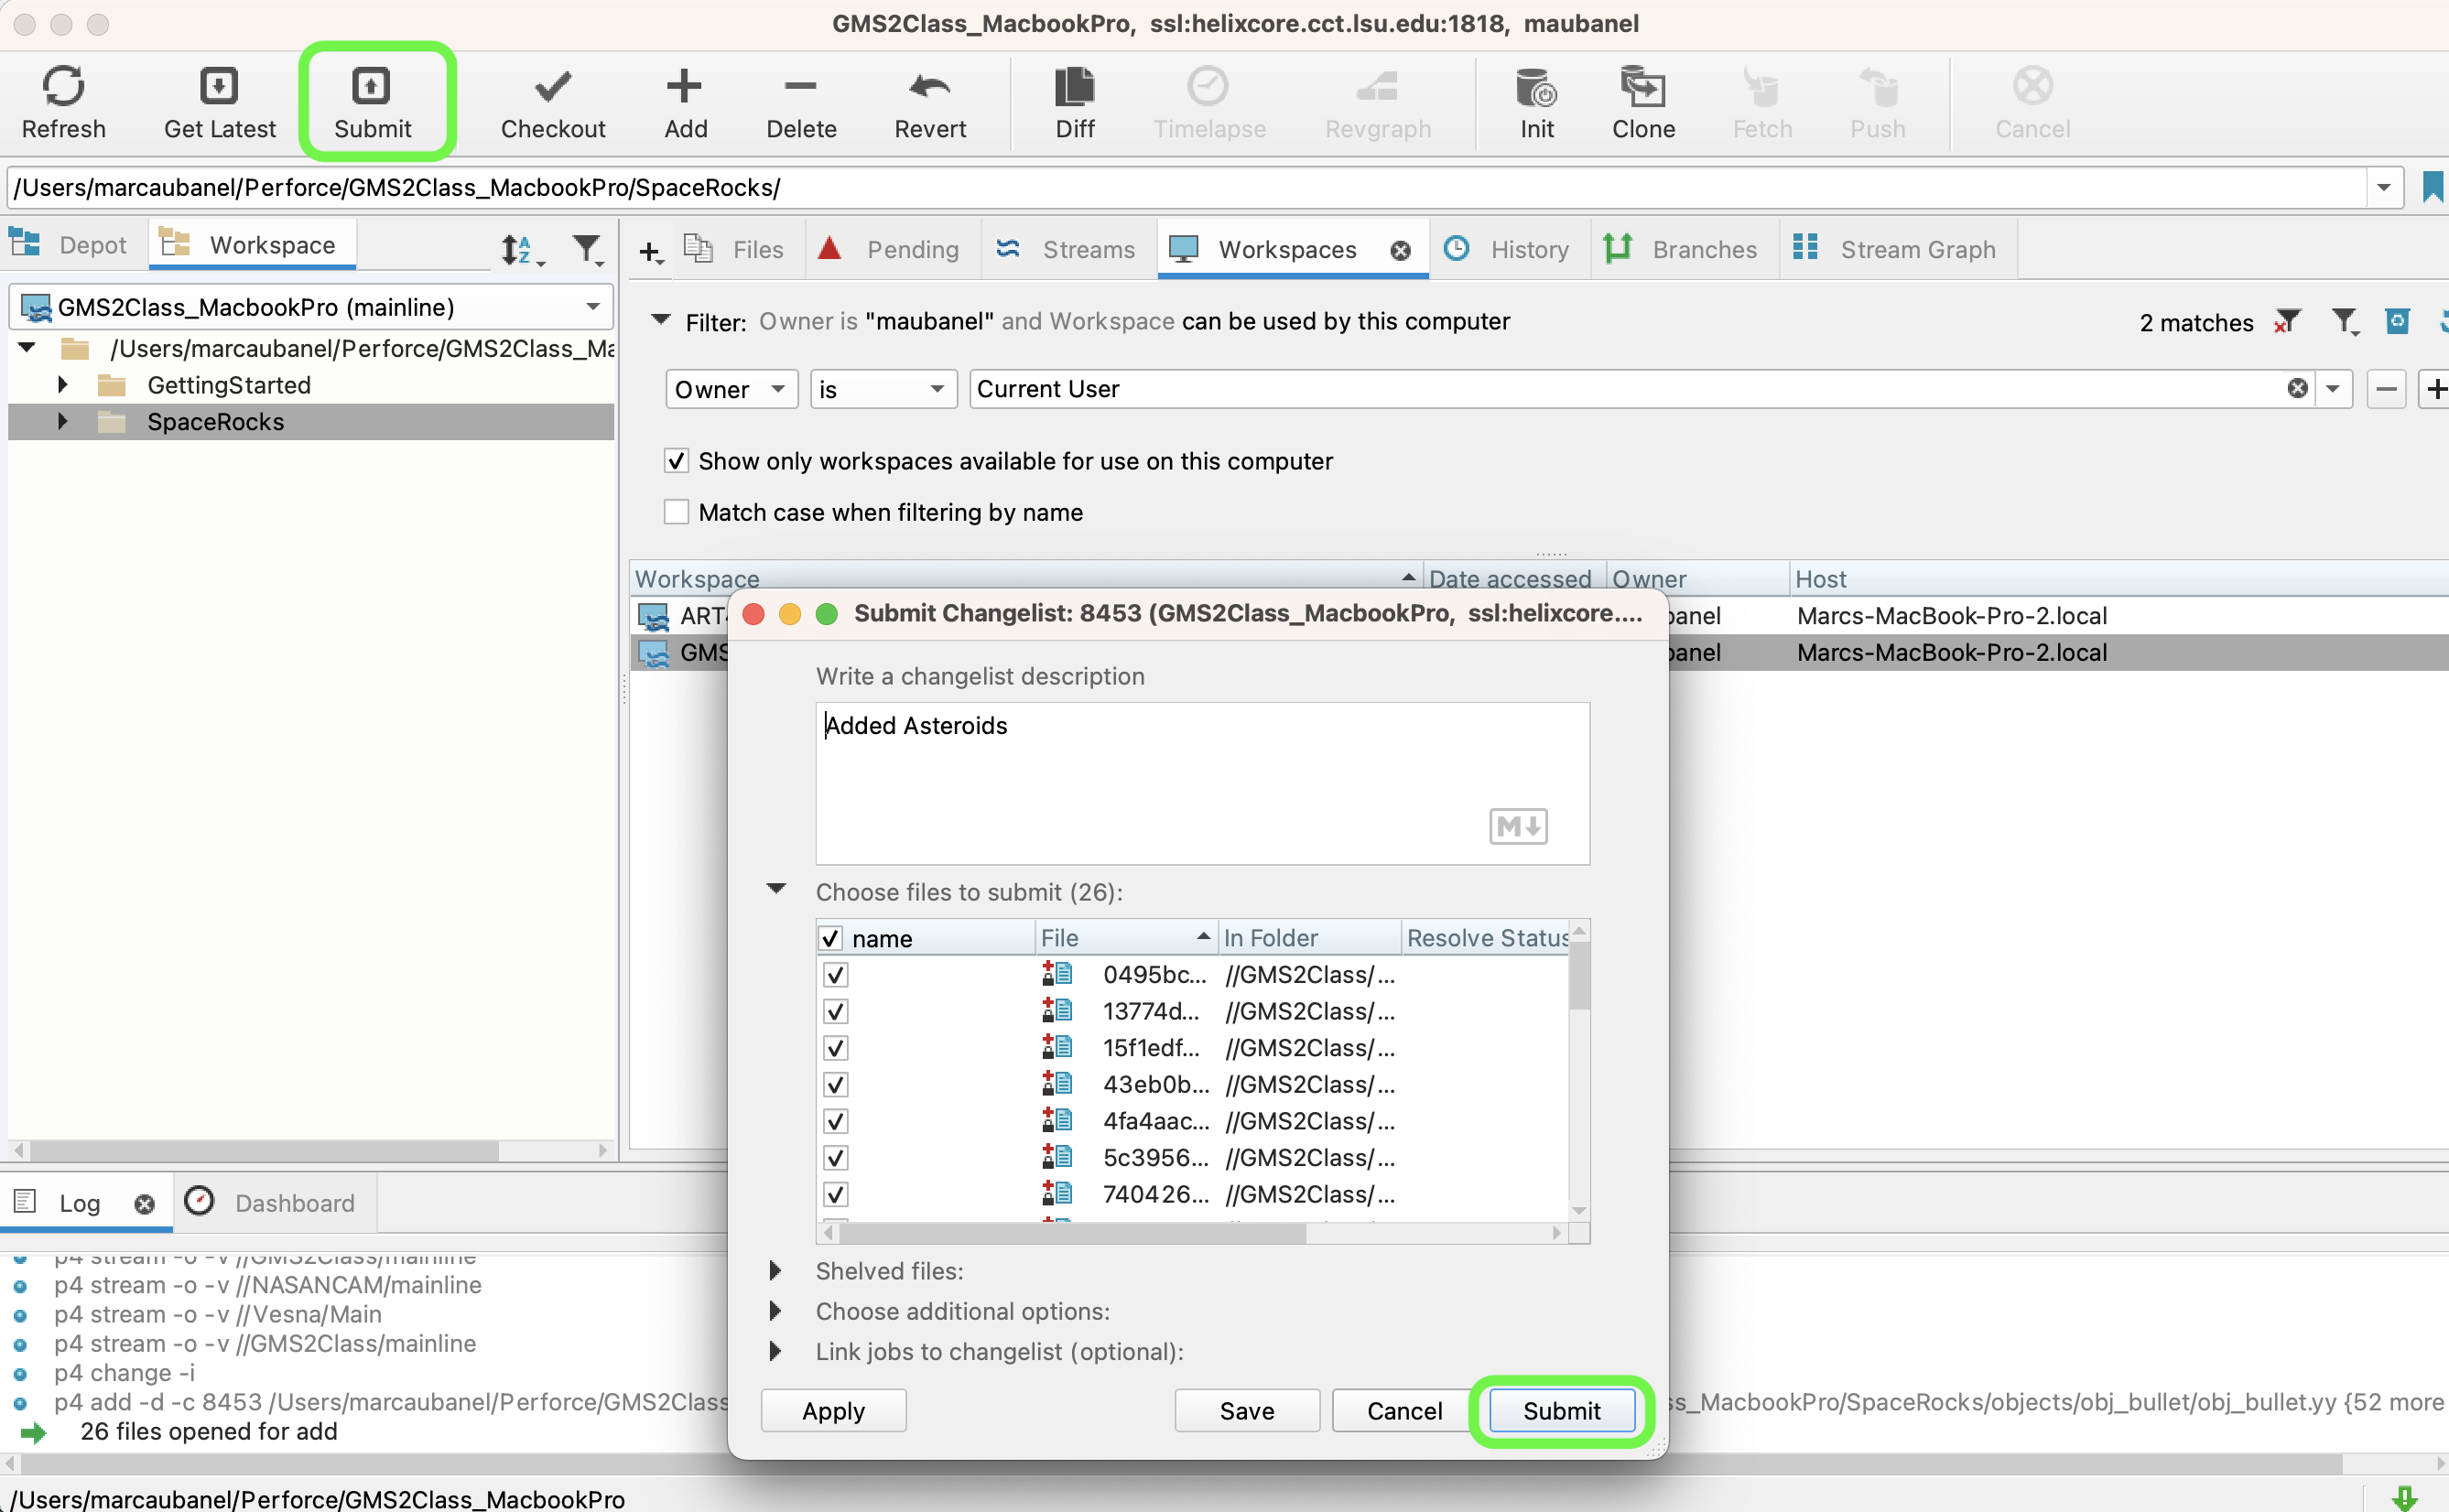 GMS2Class_MacbookPro, ssl:helixcore.cct.lsu.edu:1818, maubanel
Refresh Get Latest Submit Checkout Add Delete Revert Diff Timelapse Revgraph Init Clone Fetch Push Cancel
/Users/marcaubanel/Perforce/GMS2Class_MacbookPro/SpaceRocks/
Depot Workspace
Files Pending Streams Workspaces History Branches Stream Graph
GMS2Class_MacbookPro (mainline)
/Users/marcaubanel/Perforce/GMS2Class_Ma
GettingStarted
SpaceRocks
Filter: Owner is "maubanel" and Workspace can be used by this computer
2 matches
Owner is Current User
Show only workspaces available for use on this computer
Match case when filtering by name
Workspace Date accessed Owner Host
ART banel Marcs-MacBook-Pro-2.local
GMS banel Marcs-MacBook-Pro-2.local
Submit Changelist: 8453 (GMS2Class_MacbookPro, ssl:helixcore....
Write a changelist description
Added Asteroids
M
Choose files to submit (26):
name File In Folder Resolve Status
0495bc... //GMS2Class/...
13774d... //GMS2Class/...
15f1edf... //GMS2Class/...
43eb0b... //GMS2Class/...
4fa4aac... //GMS2Class/...
5c3956... //GMS2Class/...
740426... //GMS2Class/...
Shelved files:
Choose additional options:
Link jobs to changelist (optional):
Apply Save Cancel Submit
Log Dashboard
p4 stream -o -v //GMS2Class/mainline
p4 stream -o -v //NASANCAM/mainline
p4 stream -o -v //Vesna/Main
p4 stream -o -v //GMS2Class/mainline
p4 change -i
p4 add -d -c 8453 /Users/marcaubanel/Perforce/GMS2Class ss_MacbookPro/SpaceRocks/objects/obj_bullet/obj_bullet.yy {52 more
26 files opened for add
/Users/marcaubanel/Perforce/GMS2Class_MacbookPro